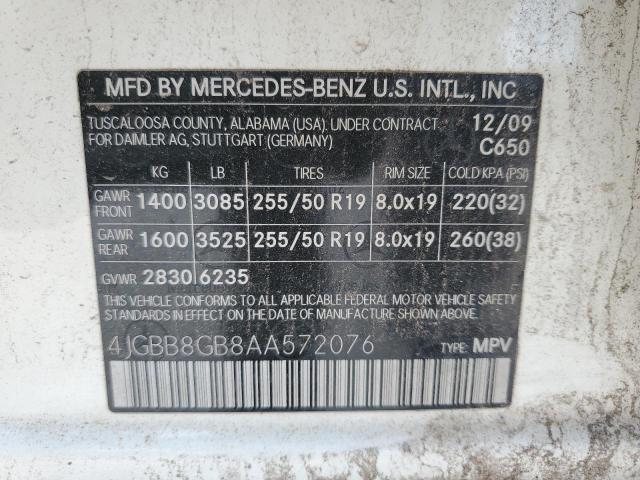 MFD BY MERCEDES-BENZ U.S. INTL., INC
TUSCALOOSA COUNTY, ALABAMA (USA). UNDER CONTRACT 12/09
FOR DAIMLER AG, STUTTGART (GERMANY) C650
KG LB TIRES RIM SIZE COLD KPA (PSI)
GAWR FRONT 1400 3085 255/50 R19 8.0x19 220(32)
GAWR REAR 1600 3525 255/50 R19 8.0x19 260(38)
GVWR 2830 6235
THIS VEHICLE CONFORMS TO ALL APPLICABLE FEDERAL MOTOR VEHICLE SAFETY
STANDARDS IN EFFECT ON THE DATE OF MANUFACTURE SHOWN ABOVE.
4JGBB8GB8AA572076 TYPE: MPV